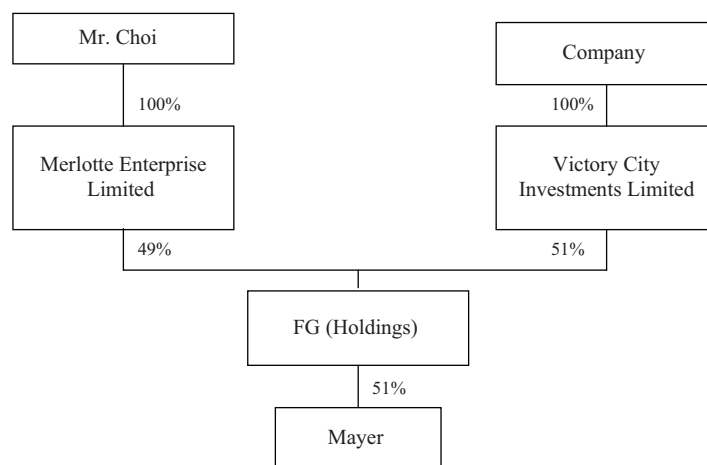 Mr. Choi
Company
100%
100%
Merlotte Enterprise
Limited
Victory City
Investments Limited
49%
51%
FG (Holdings)
51%
Mayer